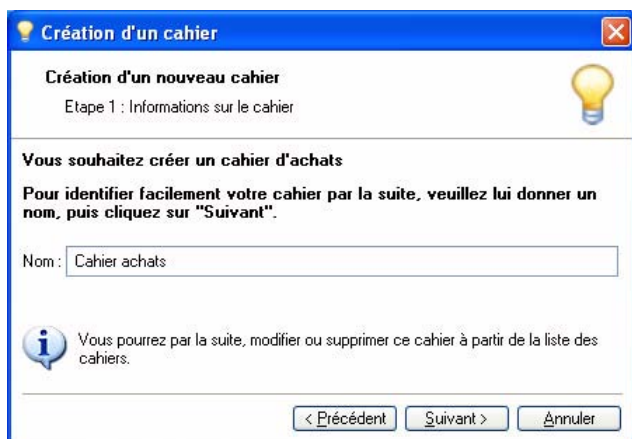 Création d'un cahier
Création d'un nouveau cahier
Etape 1 : Informations sur le cahier
Vous souhaitez créer un cahier d'achats
Pour identifier facilement votre cahier par la suite, veuillez lui donner un
nom, puis cliquez sur "Suivant".
Nom : Cahier achats
Vous pourrez par la suite, modifier ou supprimer ce cahier à partir de la liste des
cahiers.
< Précédent Suivant > Annuler